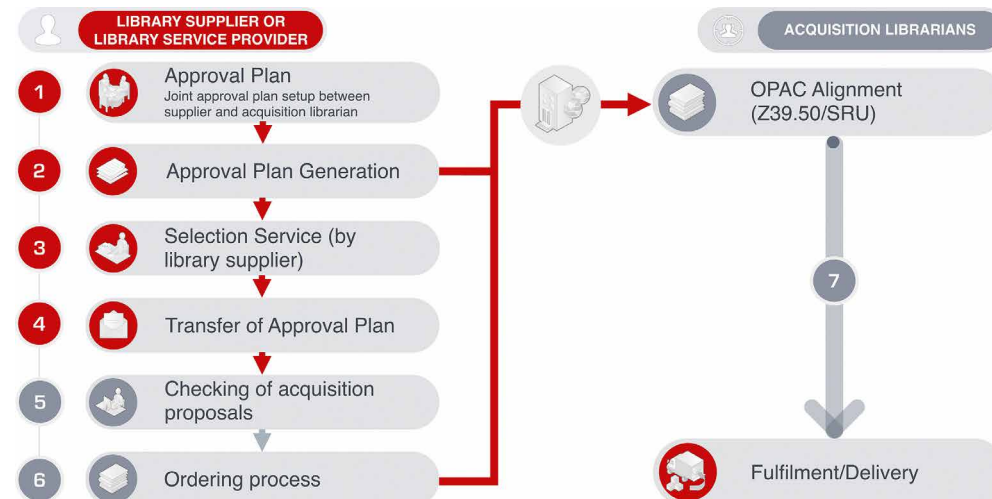 LIBRARY SUPPLIER OR
LIBRARY SERVICE PROVIDER
1
Approval Plan
Joint approval plan setup between
supplier and acquisition librarian
2
Approval Plan Generation
3
Selection Service (by
library supplier)
4
Transfer of Approval Plan
5
Checking of acquisition
proposals
6
Ordering process
ACQUISITION LIBRARIANS
OPAC Alignment
(Z39.50/SRU)
7
Fulfilment/Delivery